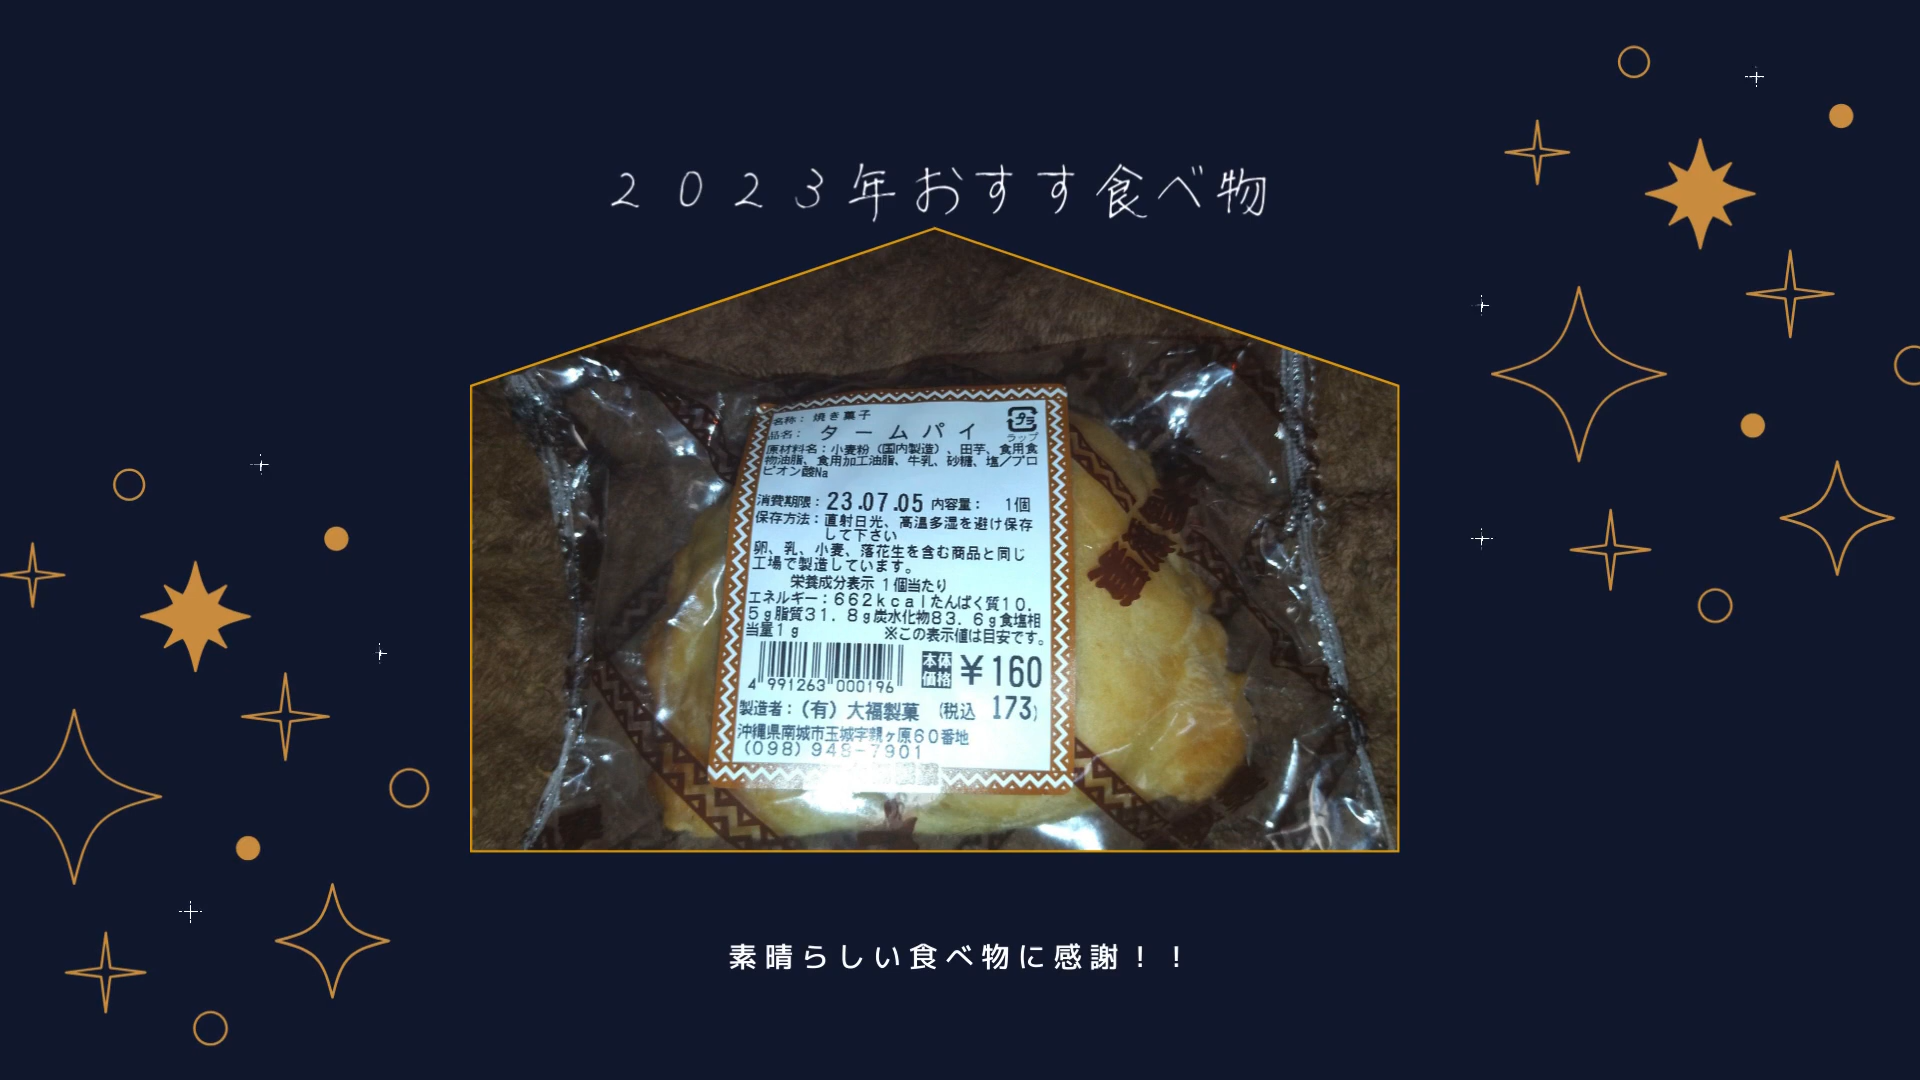 ２０２３年おすす食べ物
名称：焼き菓子
品名：タームパイ
プラ
ラップ
原材料名：小麦粉（国内製造）、田芋、食用食
物油脂、食用加工油脂、牛乳、砂糖、塩／プロ
ピオン酸Na
消費期限：23.07.05 内容量： 1個
保存方法：直射日光、高温多湿を避け保存
して下さい
卵、乳、小麦、落花生を含む商品と同じ
工場で製造しています。
栄養成分表示 1個当たり
エネルギー：６６２ｋｃａｌたんぱく質１０．
５ｇ脂質３１．８ｇ炭水化物８３．６ｇ食塩相
当量１ｇ ※この表示値は目安です。
本体価格 ￥160
4 991263 000196
製造者：（有）大福製菓 （税込 173）
沖縄県南城市玉城字親ヶ原６０番地
（０９８）９４８−７９０１
素晴らしい食べ物に感謝！！